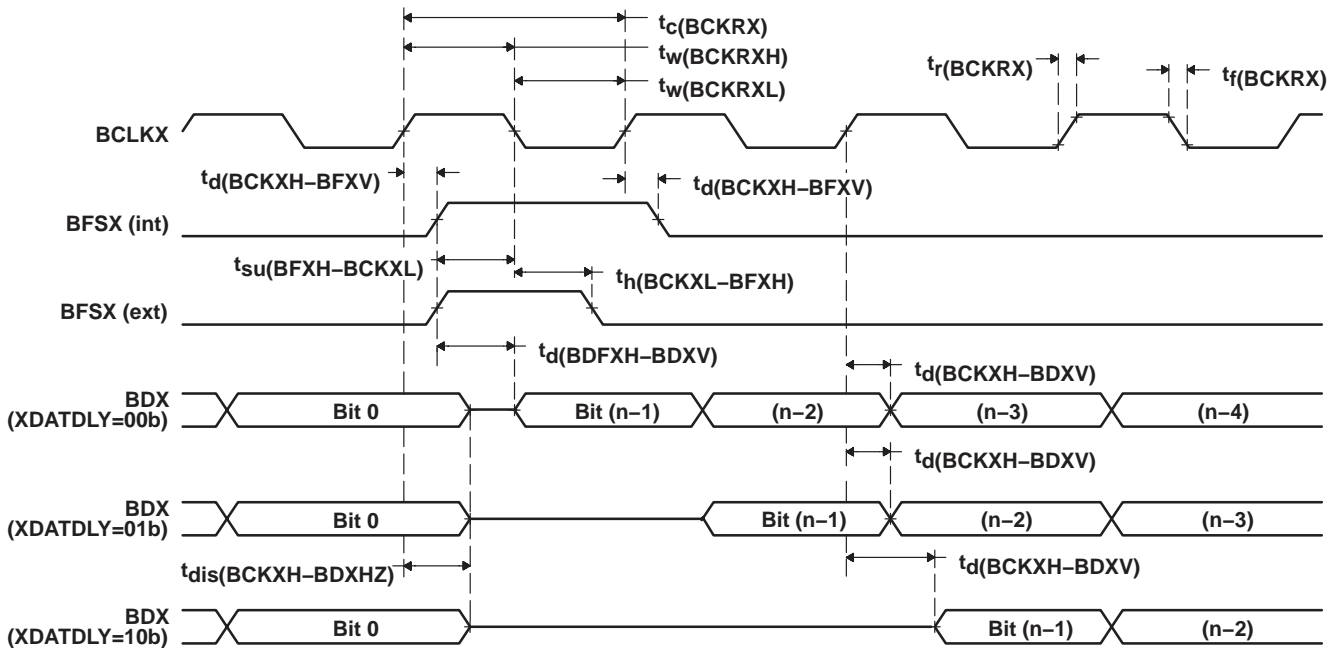 tc(BCKRX)
tw(BCKRXH)
tr(BCKRX)
tf(BCKRX)
tw(BCKRXL)
BCLKX
td(BCKXH–BFXV)
td(BCKXH–BFXV)
BFSX (int)
tsu(BFXH–BCKXL)
th(BCKXL–BFXH)
BFSX (ext)
td(BDFXH–BDXV)
td(BCKXH–BDXV)
BDX
(XDATDLY=00b)
Bit 0
Bit (n–1)
(n–2)
(n–3)
(n–4)
td(BCKXH–BDXV)
BDX
(XDATDLY=01b)
Bit 0
Bit (n–1)
(n–2)
(n–3)
tdis(BCKXH–BDXHZ)
td(BCKXH–BDXV)
BDX
(XDATDLY=10b)
Bit 0
Bit (n–1)
(n–2)